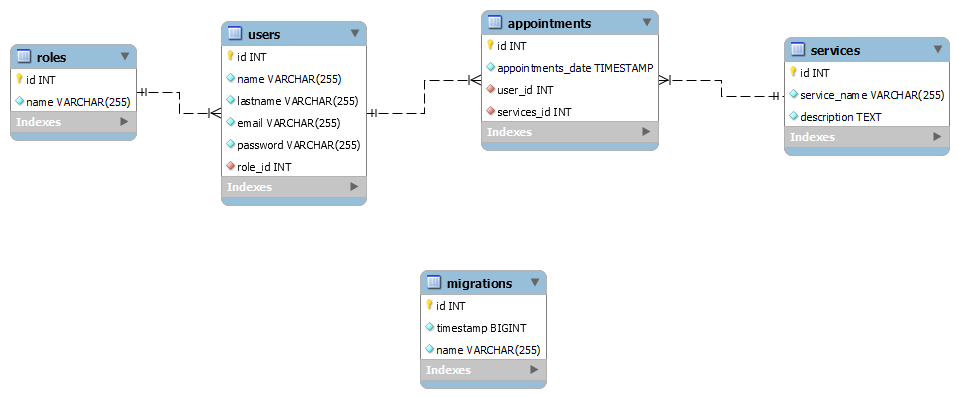 roles
id INT
name VARCHAR(255)
Indexes
users
id INT
name VARCHAR(255)
lastname VARCHAR(255)
email VARCHAR(255)
password VARCHAR(255)
role_id INT
Indexes
appointments
id INT
appointments_date TIMESTAMP
user_id INT
services_id INT
Indexes
services
id INT
service_name VARCHAR(255)
description TEXT
Indexes
migrations
id INT
timestamp BIGINT
name VARCHAR(255)
Indexes